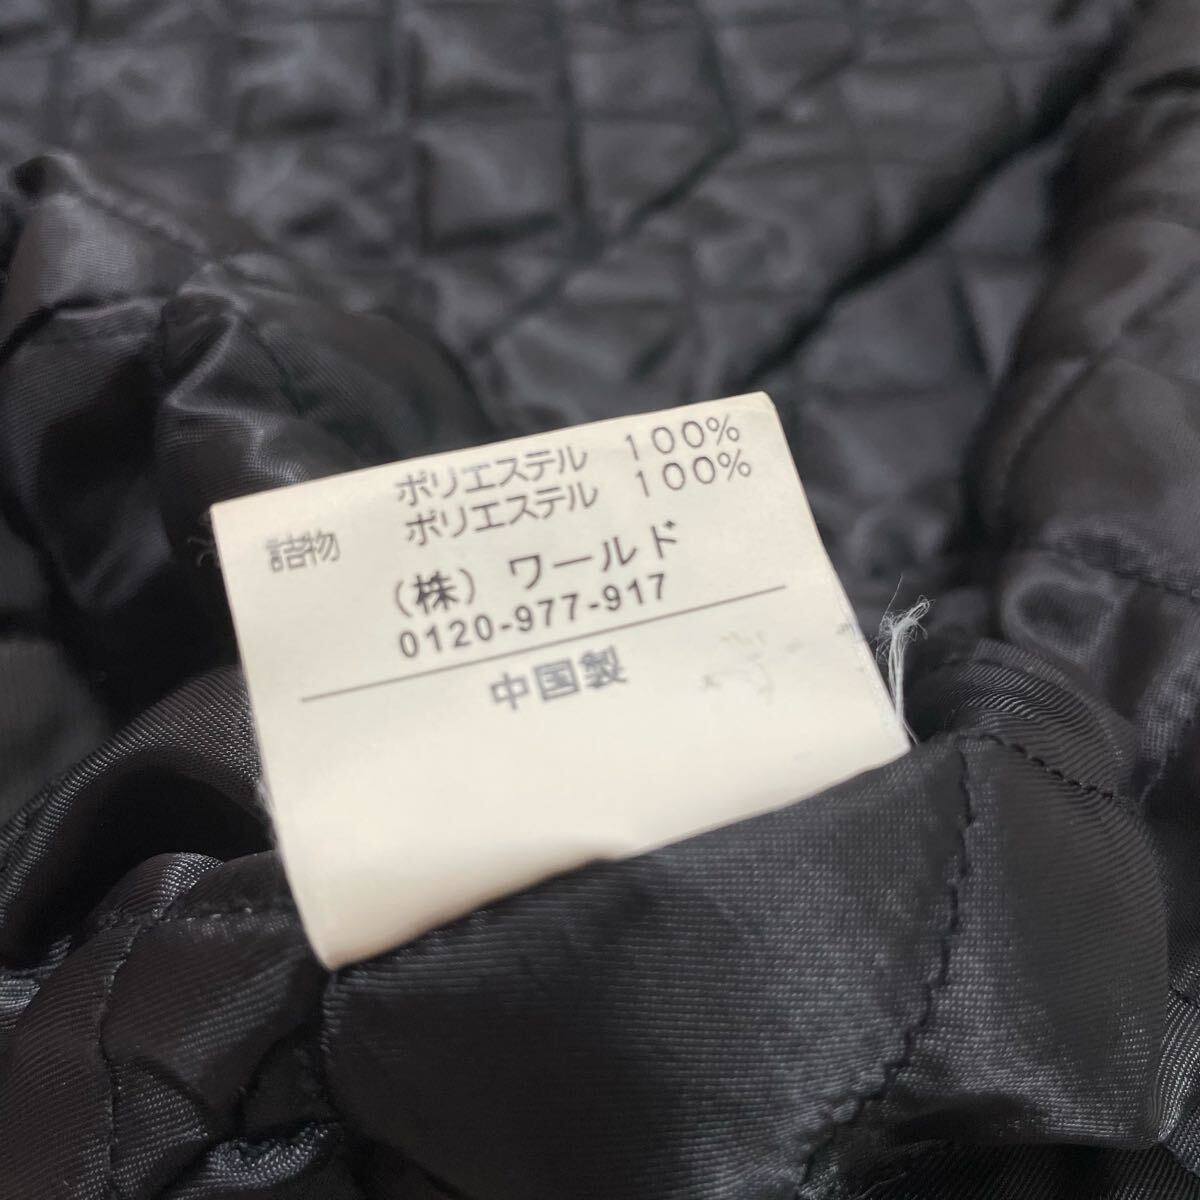 ポリエステル 100%
詰物 ポリエステル 100%
(株) ワールド
0120-977-917
中国製